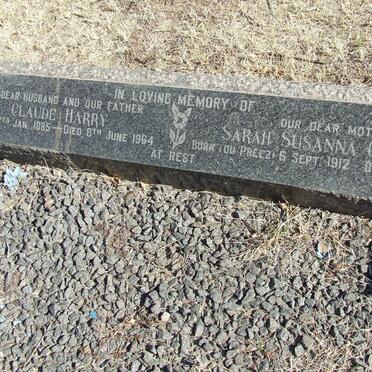 IN LOVING MEMORY OF
DEAR HUSBAND AND OUR FATHER
CLAUDE HARRY
JAN 1885 — DIED 8TH JUNE 1964
AT REST
OUR DEAR
SARAH SUSANNA
BORN (DU PREEZ) 6 SEPT 1912